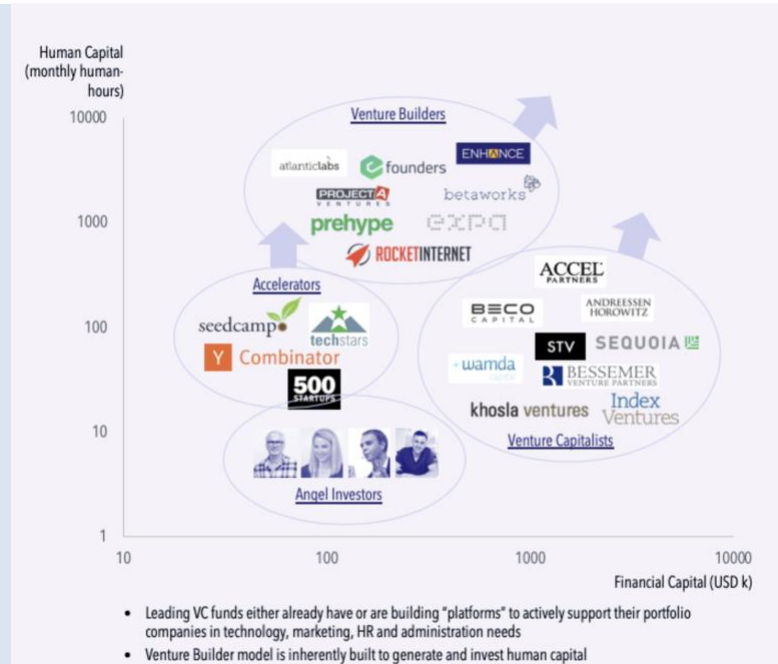 Human Capital
(monthly human-
hours)
10000
Venture Builders
atlanticlabs
founders
ENHANCE
PROJECT A
VENTURES
betaworks
1000
prehype
expa
ROCKETINTERNET
Accelerators
ACCEL
PARTNERS
seedcamp
techstars
BECO
CAPITAL
ANDREESSEN
HOROWITZ
100
STV
SEQUOIA
Y Combinator
wamda
capital
BESSEMER
VENTURE PARTNERS
500
STARTUPS
khosla ventures
Index
Ventures
10
Venture Capitalists
Angel Investors
1
10
100
1000
10000
Financial Capital (USD k)
• Leading VC funds either already have or are building "platforms" to actively support their portfolio
companies in technology, marketing, HR and administration needs
• Venture Builder model is inherently built to generate and invest human capital